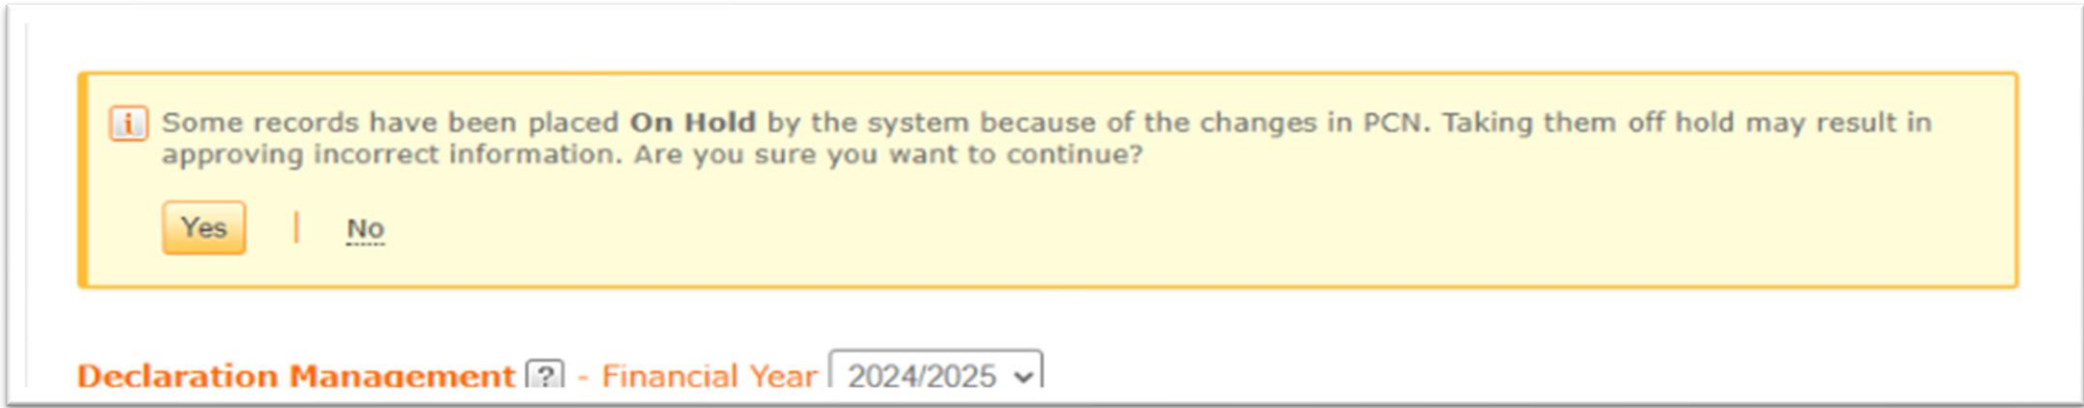 Some records have been placed On Hold by the system because of the changes in PCN. Taking them off hold may result in
approving incorrect information. Are you sure you want to continue?
Yes | No
Declaration Management ? - Financial Year 2024/2025